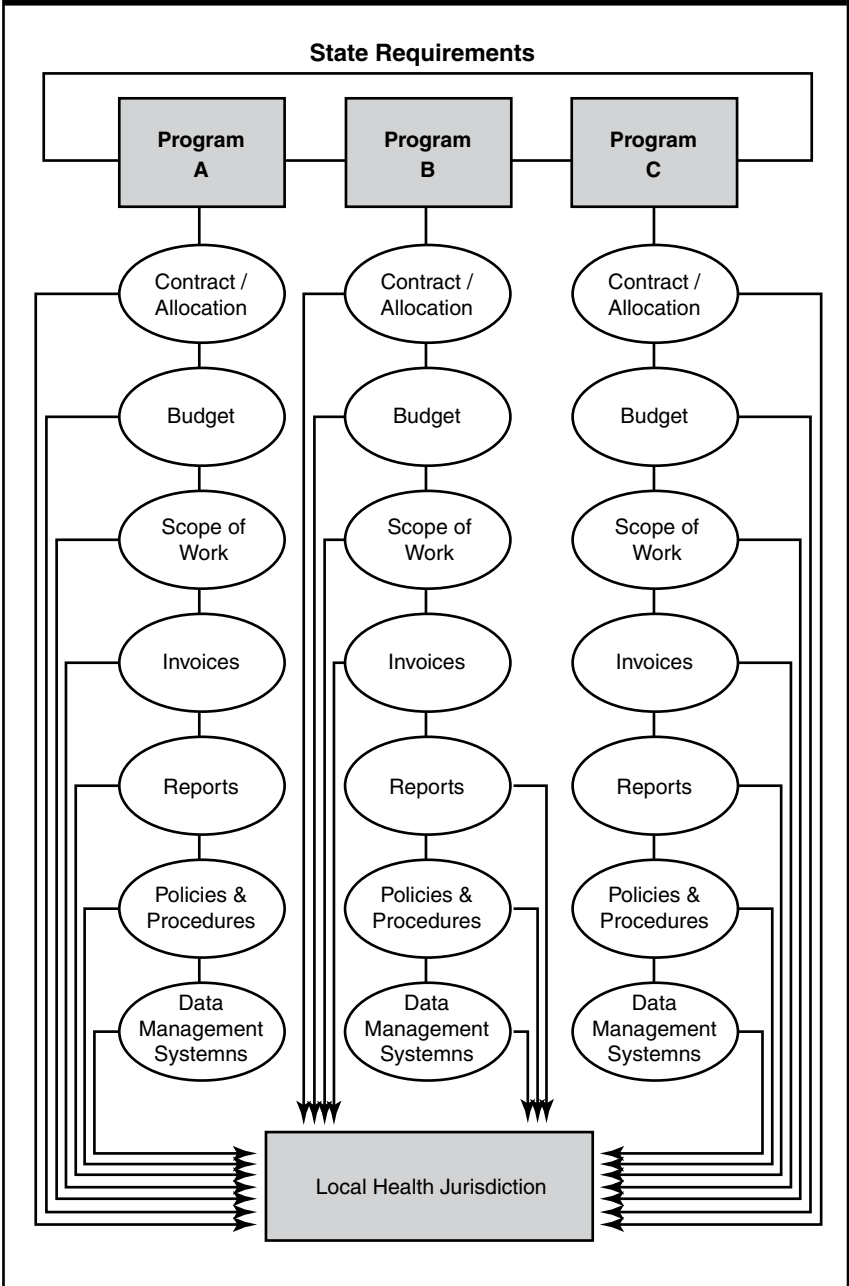 State Requirements
Program
A
Program
B
Program
C
Contract /
Allocation
Contract /
Allocation
Contract /
Allocation
Budget
Budget
Budget
Scope of
Work
Scope of
Work
Scope of
Work
Invoices
Invoices
Invoices
Reports
Reports
Reports
Policies &
Procedures
Policies &
Procedures
Policies &
Procedures
Data
Management
Systemns
Data
Management
Systemns
Data
Management
Systemns
Local Health Jurisdiction